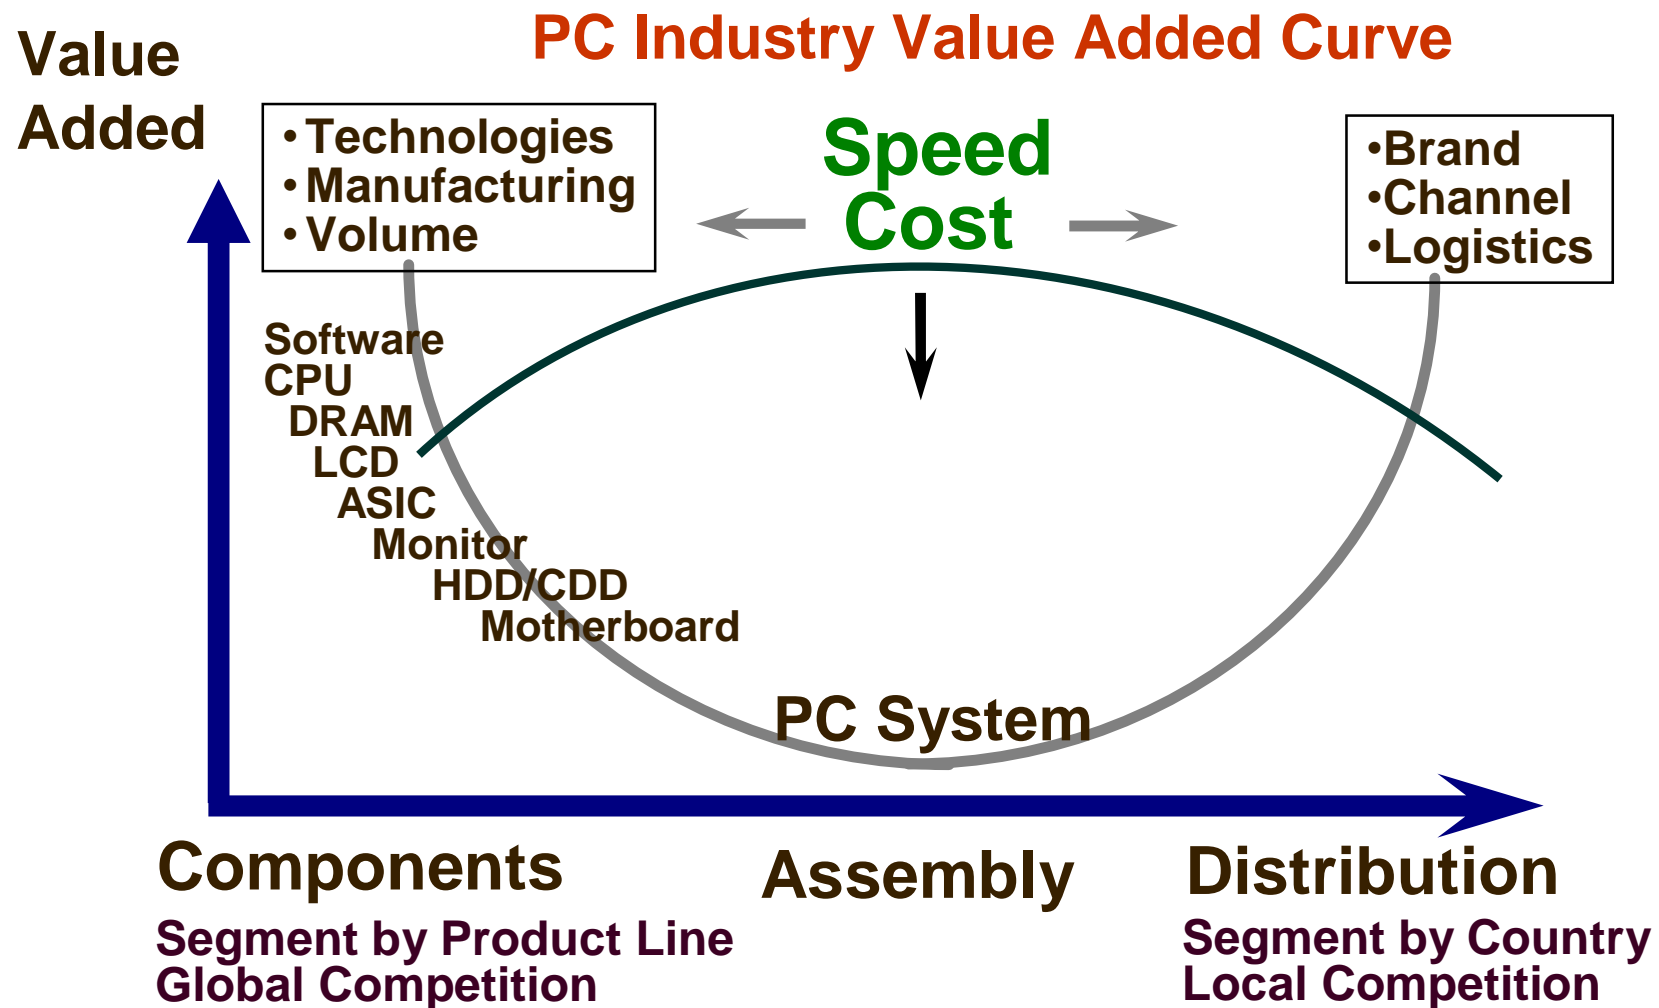 PC Industry Value Added Curve
Value
Added
• Technologies
• Manufacturing
• Volume
Speed
Cost
•Brand
•Channel
•Logistics
Software
CPU
DRAM
LCD
ASIC
Monitor
HDD/CDD
Motherboard
PC System
Components
Assembly
Distribution
Segment by Product Line
Global Competition
Segment by Country
Local Competition